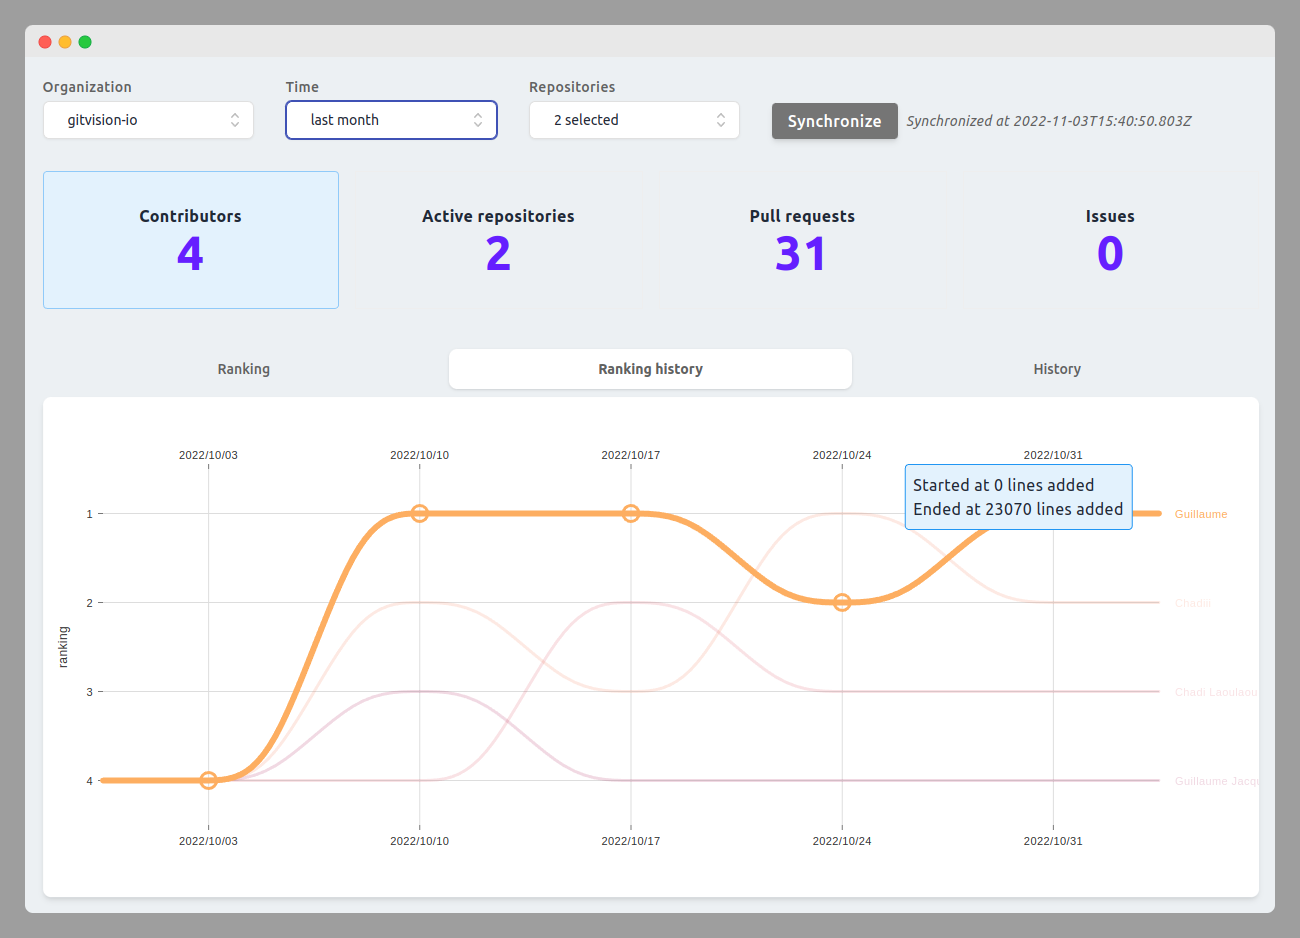 Organization
Time
Repositories
gitvision-io
last month
2 selected
Synchronize
Synchronized at 2022-11-03T15:40:50.803Z
Contributors
4
Active repositories
2
Pull requests
31
Issues
0
Ranking
Ranking history
History
2022/10/03
2022/10/10
2022/10/17
2022/10/24
2022/10/31
Started at 0 lines added
Ended at 23070 lines added
ranking
1
2
3
4
Guillaume
Chadiii
Chadi Laoulaou
Guillaume Jacqu
2022/10/03
2022/10/10
2022/10/17
2022/10/24
2022/10/31